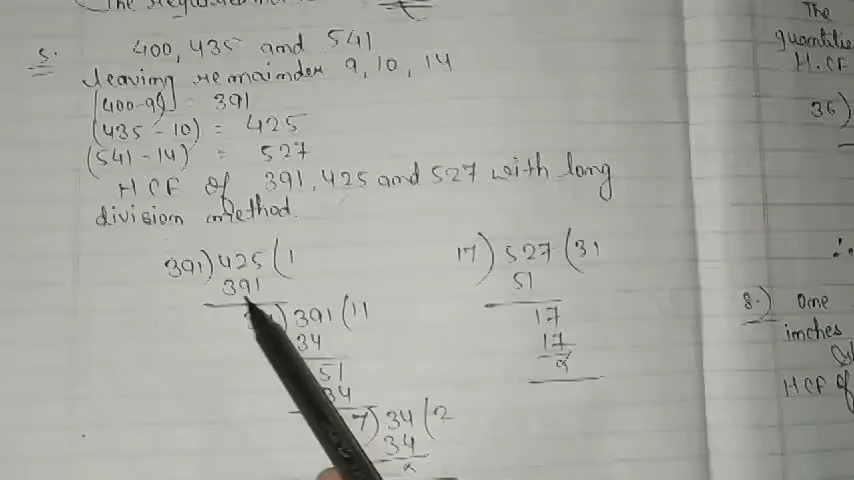 The
5.
400, 435 and 541
leaving remainder 9, 10, 14
(400-9) = 391
(435 - 10) = 425
(541 - 14) = 527
HCF of 391, 425 and 527 with long
division method.
391) 425 (1
391
391 (11
34
51
34
7) 34 (2
34
x
17) 527 (31
51
17
17
x
The
quantitie
H.CF
36)
∴
8.) One
inches
HCF of